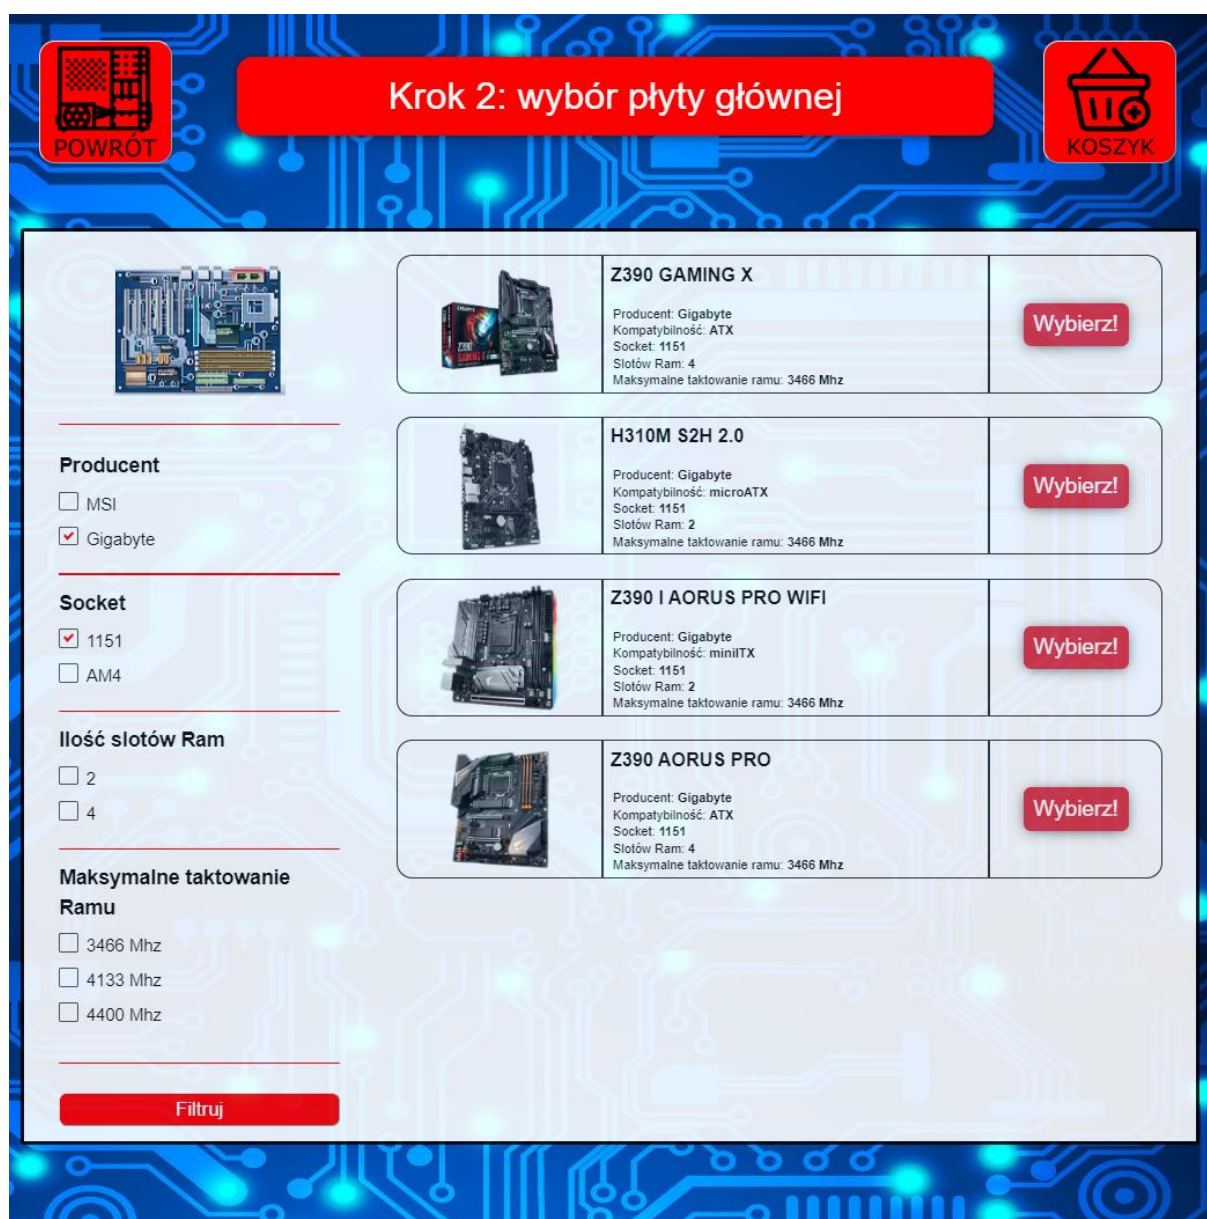 Krok 2: wybór płyty głównej
POWRÓT
KOSZYK
Producent
MSI
Gigabyte
Socket
1151
AM4
Ilość slotów Ram
2
4
Maksymalne taktowanie
Ramu
3466 Mhz
4133 Mhz
4400 Mhz
Filtruj
Z390 GAMING X
Producent: Gigabyte
Kompatybilność: ATX
Socket: 1151
Slotów Ram: 4
Maksymalne taktowanie ramu: 3466 Mhz
Wybierz!
H310M S2H 2.0
Producent: Gigabyte
Kompatybilność: microATX
Socket: 1151
Slotów Ram: 2
Maksymalne taktowanie ramu: 3466 Mhz
Wybierz!
Z390 I AORUS PRO WIFI
Producent: Gigabyte
Kompatybilność: miniITX
Socket: 1151
Slotów Ram: 2
Maksymalne taktowanie ramu: 3466 Mhz
Wybierz!
Z390 AORUS PRO
Producent: Gigabyte
Kompatybilność: ATX
Socket: 1151
Slotów Ram: 4
Maksymalne taktowanie ramu: 3466 Mhz
Wybierz!